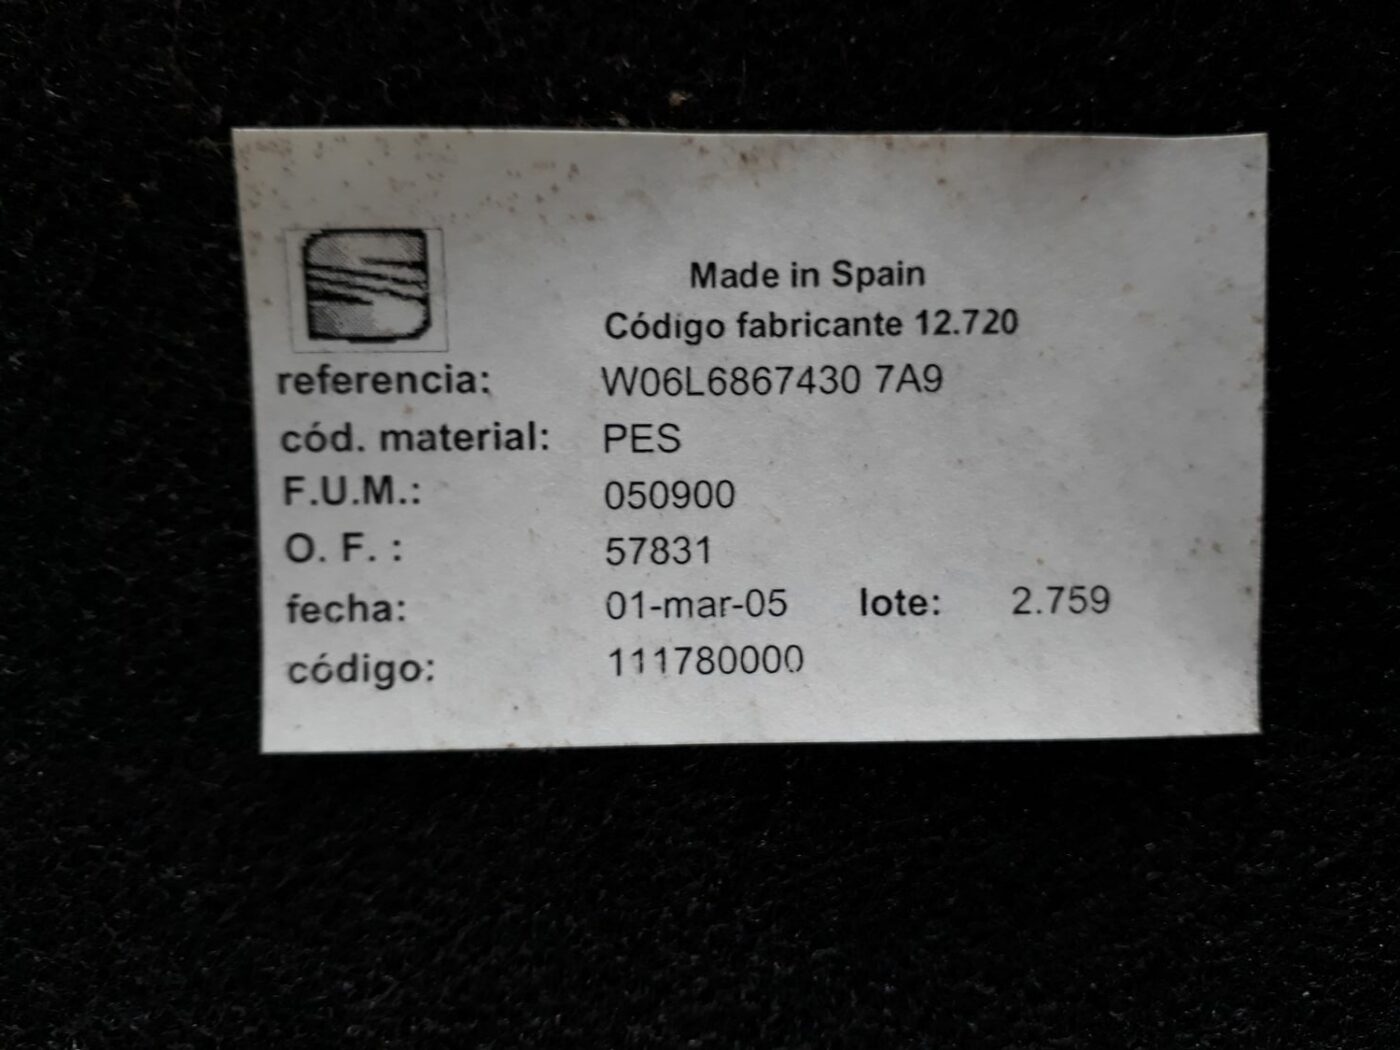 Made in Spain
Código fabricante 12.720
referencia: W06L6867430 7A9
cód. material: PES
F.U.M.: 050900
O. F. : 57831
fecha: 01-mar-05 lote: 2.759
código: 111780000